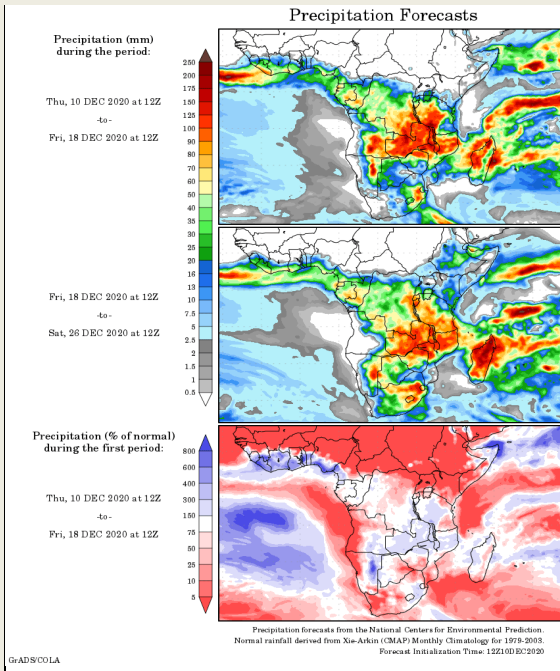 Precipitation Forecasts
Precipitation (mm)
during the period:
Thu, 10 DEC 2020 at 12Z
-to-
Fri, 18 DEC 2020 at 12Z
250
200
175
150
125
100
90
80
70
60
50
40
35
30
25
20
16
13
10
7.5
5
2.5
2
1.5
1
0.5
Fri, 18 DEC 2020 at 12Z
-to-
Sat, 26 DEC 2020 at 12Z
Precipitation (% of normal)
during the first period:
Thu, 10 DEC 2020 at 12Z
-to-
Fri, 18 DEC 2020 at 12Z
800
600
400
300
150
75
50
25
10
5
Precipitation forecasts from the National Centers for Environmental Prediction.
Normal rainfall derived from Xie-Arkin (CMAP) Monthly Climatology for 1979-2003.
Forecast Initialization Time: 12Z10DEC2020
GrADS/COLA